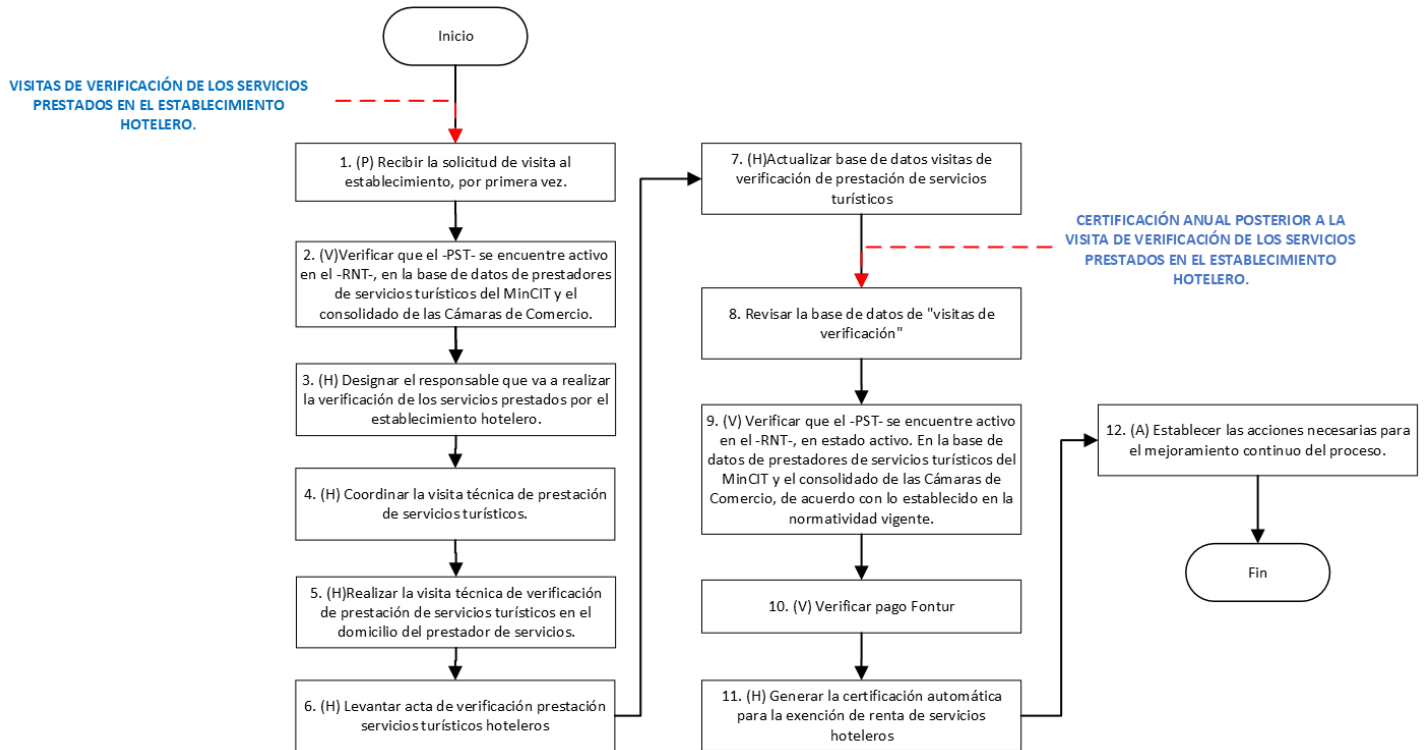 Inicio
VISITAS DE VERIFICACIÓN DE LOS SERVICIOS
PRESTADOS EN EL ESTABLECIMIENTO
HOTELERO.
1. (P) Recibir la solicitud de visita al
establecimiento, por primera vez.
2. (V)Verificar que el -PST- se encuentre activo
en el -RNT-, en la base de datos de prestadores
de servicios turísticos del MinCIT y el
consolidado de las Cámaras de Comercio.
3. (H) Designar el responsable que va a realizar
la verificación de los servicios prestados por el
establecimiento hotelero.
4. (H) Coordinar la visita técnica de prestación
de servicios turísticos.
5. (H)Realizar la visita técnica de verificación
de prestación de servicios turísticos en el
domicilio del prestador de servicios.
6. (H) Levantar acta de verificación prestación
servicios turísticos hoteleros
7. (H)Actualizar base de datos visitas de
verificación de prestación de servicios
turísticos
CERTIFICACIÓN ANUAL POSTERIOR A LA
VISITA DE VERIFICACIÓN DE LOS SERVICIOS
PRESTADOS EN EL ESTABLECIMIENTO
HOTELERO.
8. Revisar la base de datos de "visitas de
verificación"
9. (V) Verificar que el -PST- se encuentre activo
en el -RNT-, en estado activo. En la base de
datos de prestadores de servicios turísticos del
MinCIT y el consolidado de las Cámaras de
Comercio, de acuerdo con lo establecido en la
normatividad vigente.
10. (V) Verificar pago Fontur
11. (H) Generar la certificación automática
para la exención de renta de servicios
hoteleros
12. (A) Establecer las acciones necesarias para
el mejoramiento continuo del proceso.
Fin